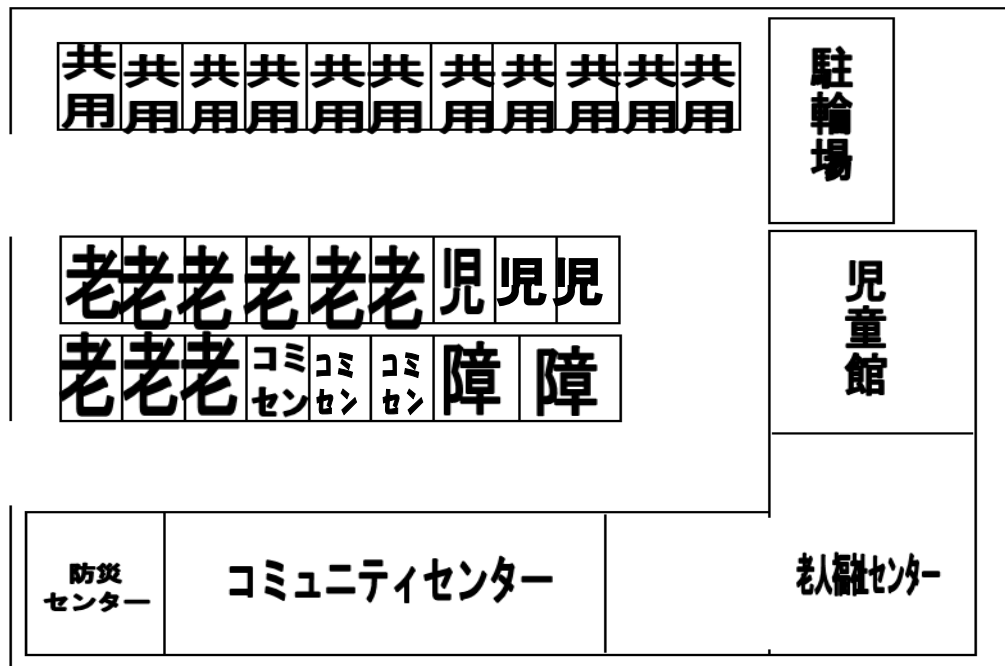 共用 共用 共用 共用 共用 共用 共用 共用 共用 共用 共用
駐輪場
老 老 老 老 老 老 児 児 児
老 老 老 コミセン コミセン コミセン 障 障
児童館
防災
センター
コミュニティセンター
老人福祉センター